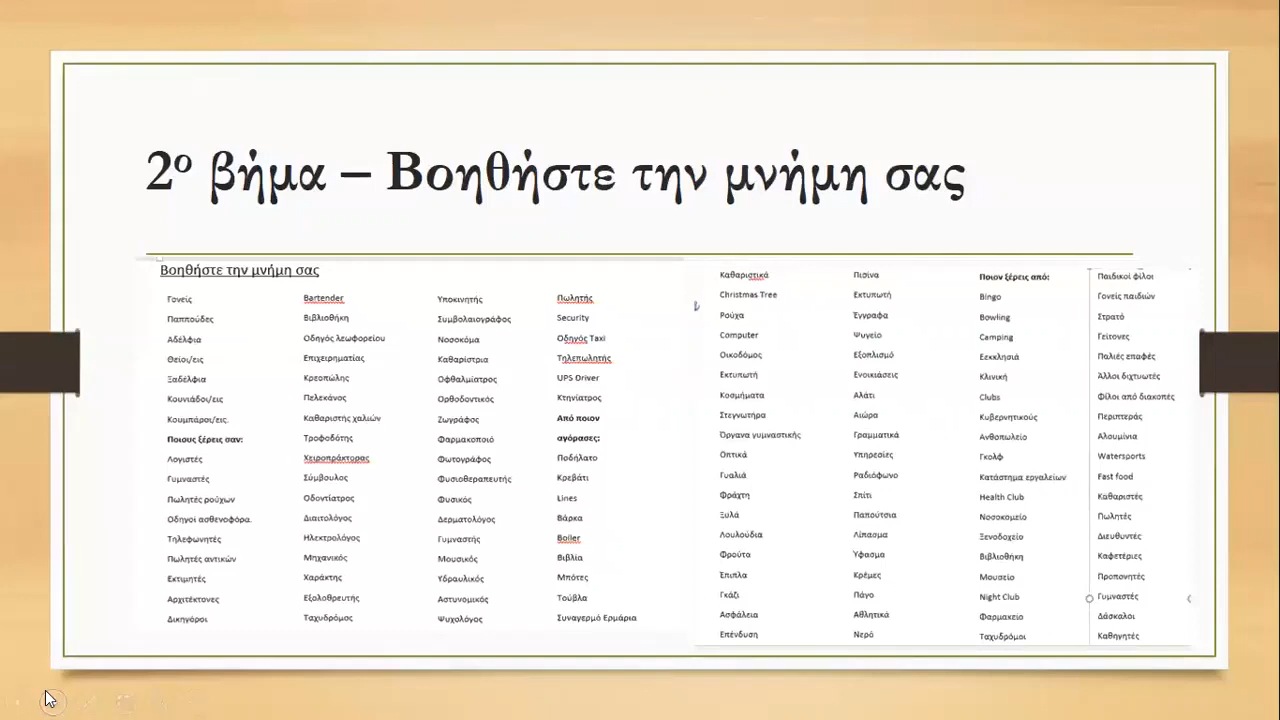 2ο βήμα – Βοηθήστε την μνήμη σας
Βοηθήστε την μνήμη σας
Γονείς
Παππούδες
Αδέλφια
Θείοι/εις
Ξαδέλφια
Κουνιάδοι/εις
Κουμπάροι/εις.
Ποιους ξέρεις σαν:
Λογιστές
Γυμναστές
Πωλητές ρούχων
Οδηγοί ασθενοφόρα.
Τηλεφωνητές
Πωλητές αντικών
Εκτιμητές
Αρχιτέκτονες
Δικηγόροι
Bartender
Βιβλιοθήκη
Οδηγός λεωφορείου
Επιχειρηματίας
Κρεοπώλης
Πελεκάνος
Καθαριστής χαλιών
Τροφοδότης
Χειροπράκτορας
Σύμβουλος
Οδοντίατρος
Διαιτολόγος
Ηλεκτρολόγος
Μηχανικός
Χαράκτης
Εξολοθρευτής
Ταχυδρόμος
Υποκινητής
Συμβολαιογράφος
Νοσοκόμα
Καθαρίστρια
Οφθαλμίατρος
Ορθοδοντικός
Ζωγράφος
Φαρμακοποιό
Φωτογράφος
Φυσιοθεραπευτής
Φυσικός
Δερματολόγος
Γυμναστής
Μουσικός
Υδραυλικός
Αστυνομικός
Ψυχολόγος
Πωλητής
Security
Οδηγός Taxi
Τηλεπωλητής
UPS Driver
Κτηνίατρος
Από ποιον
αγόρασες:
Ποδήλατο
Κρεβάτι
Lines
Βάρκα
Boiler
Βιβλία
Μπότες
Τούβλα
Συναγερμό Ερμάρια
Καθαριστικά
Christmas Tree
Ρούχα
Computer
Οικοδόμος
Εκτυπωτή
Κοσμήματα
Στεγνωτήρα
Όργανα γυμναστικής
Οπτικά
Γυαλιά
Φράχτη
Ξυλά
Λουλούδια
Φρούτα
Έπιπλα
Γκάζι
Ασφάλεια
Επένδυση
Πισίνα
Εκτυπωτή
Έγγραφα
Ψυγείο
Εξοπλισμό
Ενοικιάσεις
Αλάτι
Αιώρα
Γραμματικά
Υπηρεσίες
Ραδιόφωνο
Σπίτι
Παπούτσια
Λίπασμα
Ύφασμα
Κρέμες
Πάγο
Αθλητικά
Νερό
Ποιον ξέρεις από:
Bingo
Bowling
Camping
Εεκκλησιά
Κλινική
Clubs
Κυβερνητικούς
Ανθοπωλείο
Γκολφ
Κατάστημα εργαλείων
Health Club
Νοσοκομείο
Ξενοδοχείο
Βιβλιοθήκη
Μουσείο
Night Club
Φαρμακείο
Ταχυδρόμοι
Παιδικοί φίλοι
Γονείς παιδιών
Στρατό
Γείτονες
Παλιές επαφές
Άλλοι διχτυωτές
Φίλοι από διακοπές
Περιπτεράς
Αλουμίνια
Watersports
Fast food
Καθαριστές
Πωλητές
Διευθυντές
Καφετέριες
Προπονητές
Γυμναστές
Δάσκαλοι
Καθηγητές